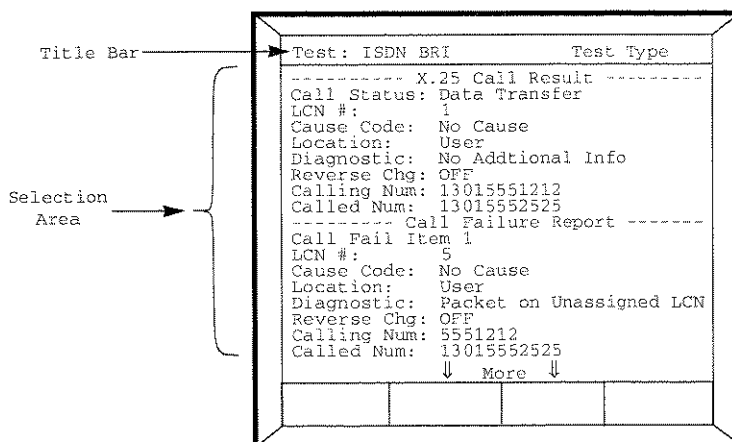 Title Bar
Test: ISDN BRI Test Type
---------- X.25 Call Result ---------
Call Status: Data Transfer
LCN #: 1
Cause Code: No Cause
Location: User
Diagnostic: No Addtional Info
Reverse Chg: OFF
Calling Num: 13015551212
Called Num: 13015552525
Selection
Area
--------- Call Failure Report -------
Call Fail Item 1
LCN #: 5
Cause Code: No Cause
Location: User
Diagnostic: Packet on Unassigned LCN
Reverse Chg: OFF
Calling Num: 5551212
Called Num: 13015552525
⇓ More ⇓